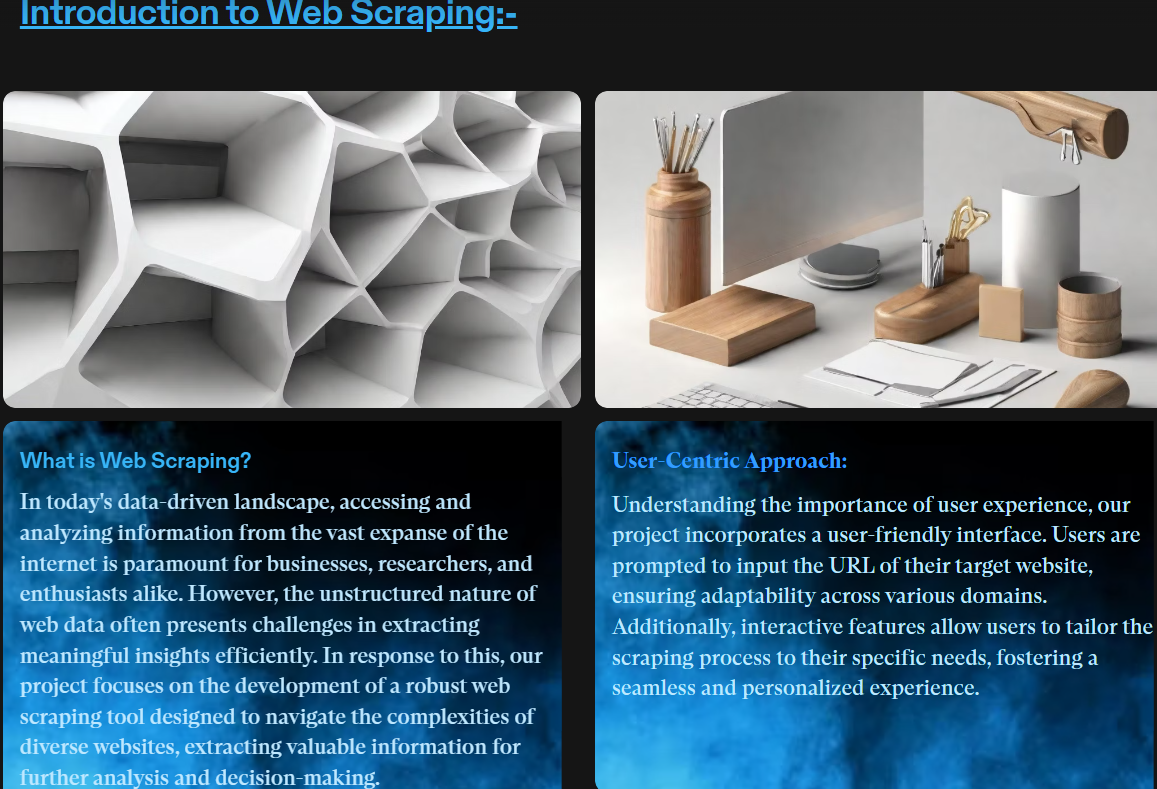 Introduction to Web Scraping:-
What is Web Scraping?
In today's data-driven landscape, accessing and
analyzing information from the vast expanse of the
internet is paramount for businesses, researchers, and
enthusiasts alike. However, the unstructured nature of
web data often presents challenges in extracting
meaningful insights efficiently. In response to this, our
project focuses on the development of a robust web
scraping tool designed to navigate the complexities of
diverse websites, extracting valuable information for
further analysis and decision-making.
User-Centric Approach:
Understanding the importance of user experience, our
project incorporates a user-friendly interface. Users are
prompted to input the URL of their target website,
ensuring adaptability across various domains.
Additionally, interactive features allow users to tailor the
scraping process to their specific needs, fostering a
seamless and personalized experience.